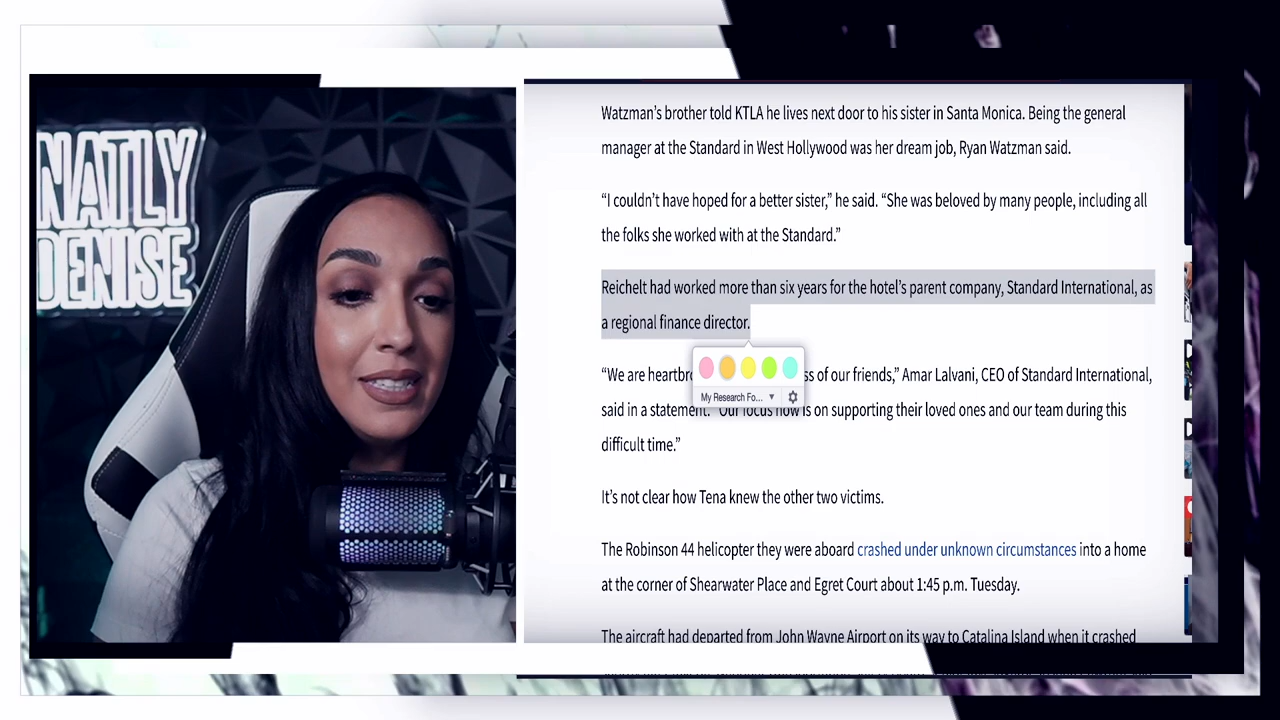 NATLY
DENISE
Watzman’s brother told KTLA he lives next door to his sister in Santa Monica. Being the general
manager at the Standard in West Hollywood was her dream job, Ryan Watzman said.
“I couldn’t have hoped for a better sister,” he said. “She was beloved by many people, including all
the folks she worked with at the Standard.”
Reichelt had worked more than six years for the hotel’s parent company, Standard International, as
a regional finance director.
“We are heartbro ss of our friends,” Amar Lalvani, CEO of Standard International,
My Research Fo...
said in a statement. “Our focus now is on supporting their loved ones and our team during this
difficult time.”
It’s not clear how Tena knew the other two victims.
The Robinson 44 helicopter they were aboard crashed under unknown circumstances into a home
at the corner of Shearwater Place and Egret Court about 1:45 p.m. Tuesday.
The aircraft had departed from John Wayne Airport on its way to Catalina Island when it crashed